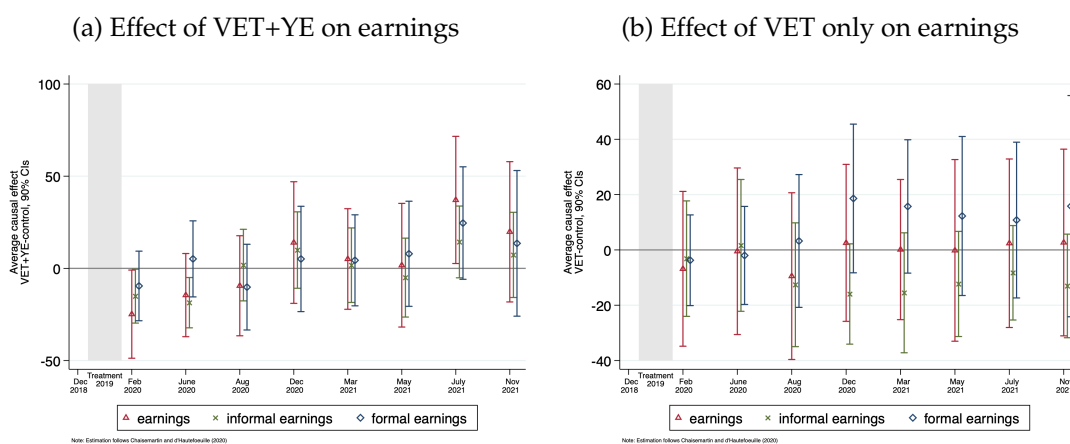 (a) Effect of VET+YE on earnings
(b) Effect of VET only on earnings
Average causal effect
VET+YE-control, 90% CIs
100
50
0
-50
Dec 2018
Treatment 2019
Feb 2020
June 2020
Aug 2020
Dec 2020
Mar 2021
May 2021
July 2021
Nov 2021
earnings
informal earnings
formal earnings
Note: Estimation follows Chaisemartin and d'Hautefoeuille (2020)
Average causal effect
VET-control, 90% CIs
60
40
20
0
-20
-40
Dec 2018
Treatment 2019
Feb 2020
June 2020
Aug 2020
Dec 2020
Mar 2021
May 2021
July 2021
Nov 2021
earnings
informal earnings
formal earnings
Note: Estimation follows Chaisemartin and d'Hautefoeuille (2020)